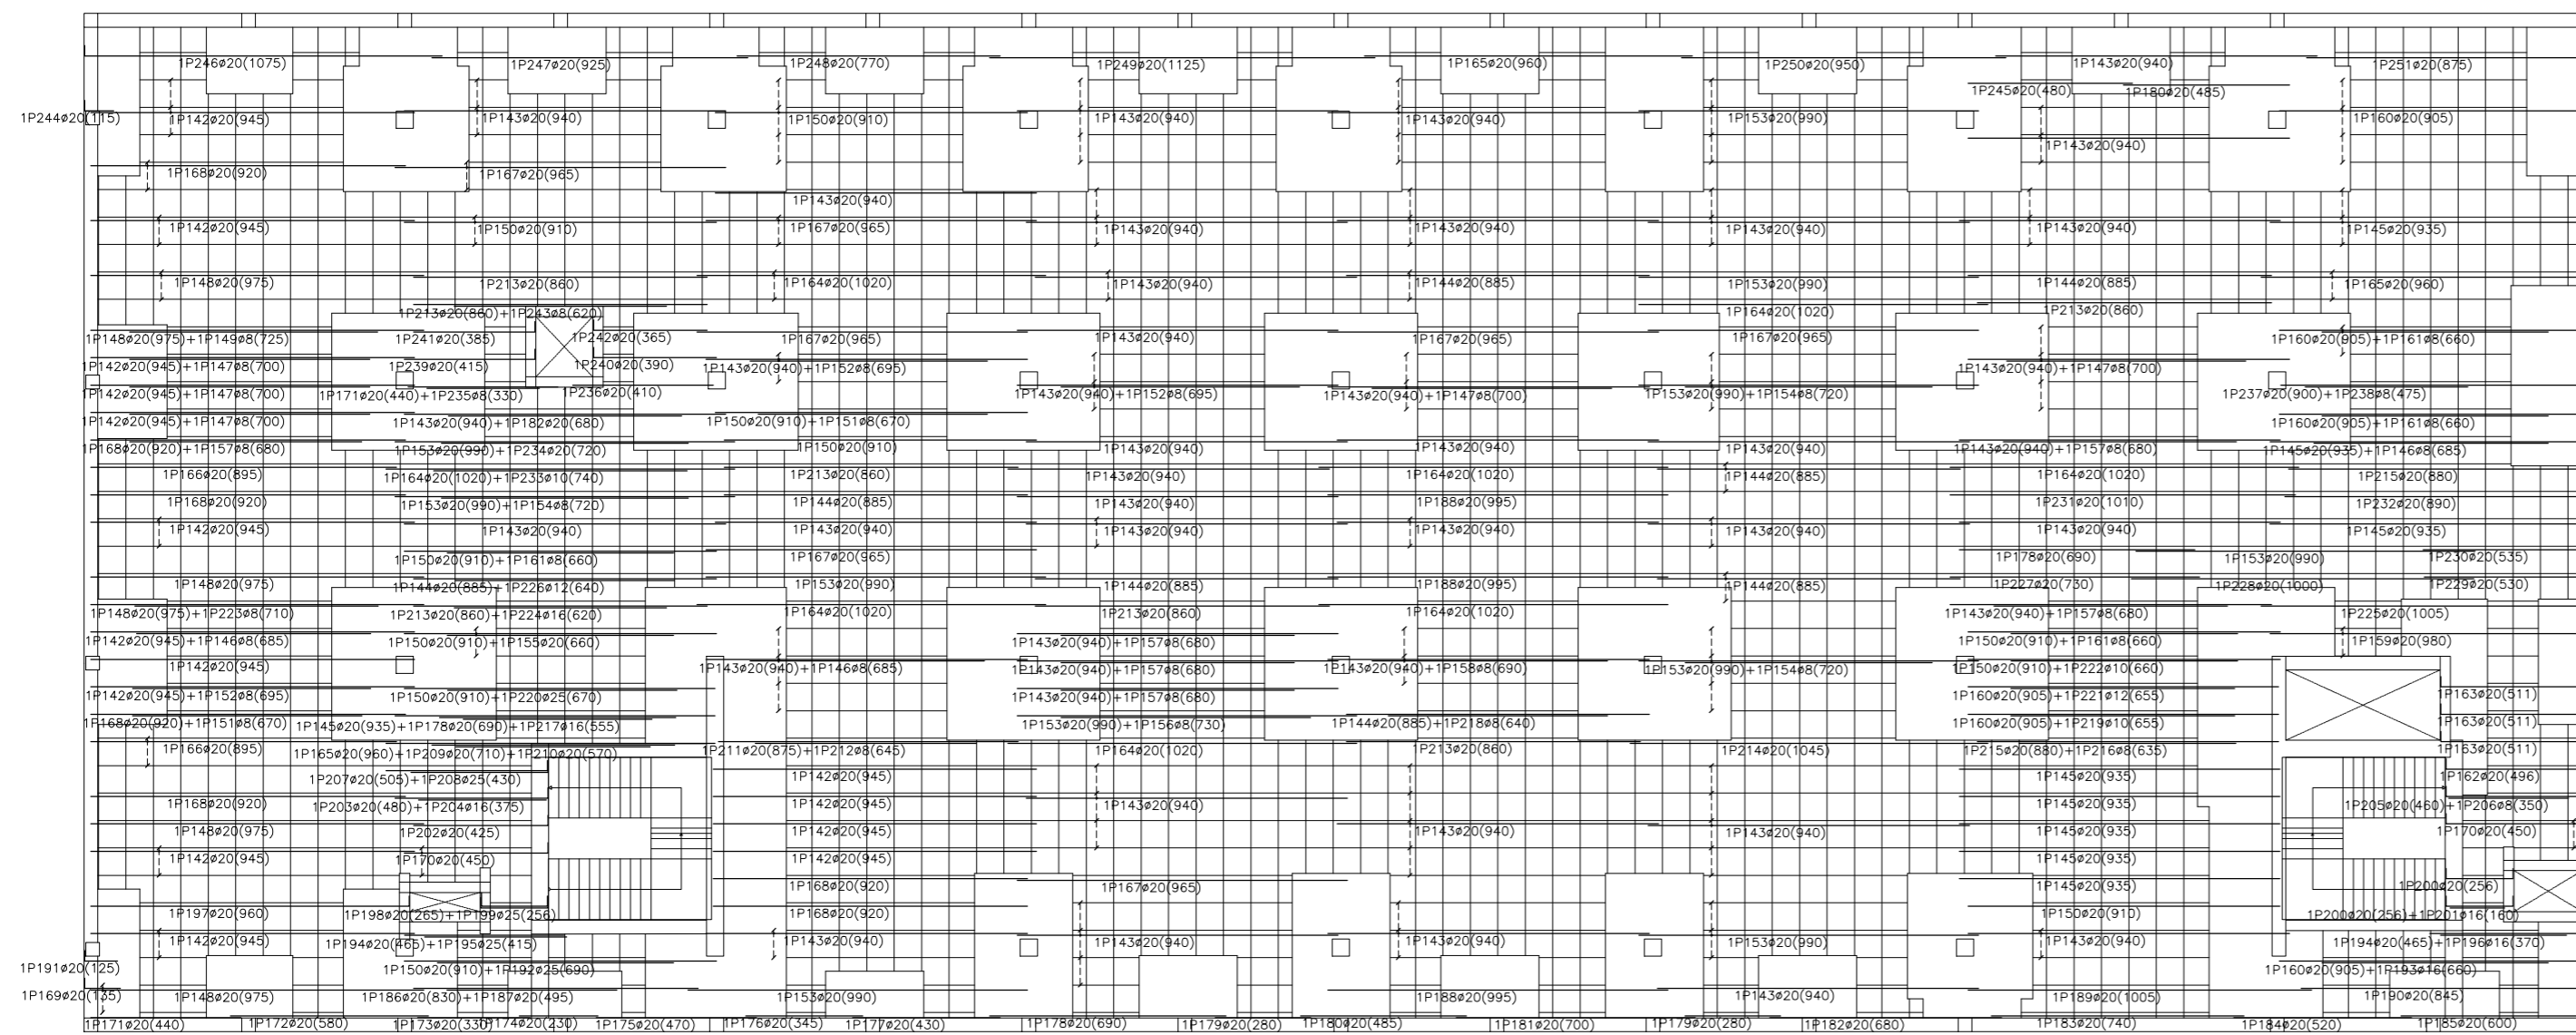 1P246ø20(1075) 1P247ø20(925) 1P248ø20(770) 1P249ø20(1125) 1P165ø20(960) 1P250ø20(950) 1P143ø20(940) 1P251ø20(875)
1P245ø20(480) 1P180ø20(485)
1P244ø20(115) 1P142ø20(945) 1P143ø20(940) 1P150ø20(910) 1P143ø20(940) 1P143ø20(940) 1P153ø20(990) 1P160ø20(905)
1P143ø20(940)
1P168ø20(920) 1P167ø20(965)
1P143ø20(940)
1P142ø20(945) 1P150ø20(910) 1P167ø20(965) 1P143ø20(940) 1P143ø20(940) 1P143ø20(940) 1P143ø20(940) 1P145ø20(935)
1P148ø20(975) 1P213ø20(860) 1P164ø20(1020) 1P143ø20(940) 1P144ø20(885) 1P153ø20(990) 1P144ø20(885) 1P165ø20(960)
1P213ø20(860)+1P243ø8(620) 1P164ø20(1020) 1P213ø20(860)
1P148ø20(975)+1P149ø8(725) 1P241ø20(385) 1P242ø20(365) 1P167ø20(965) 1P143ø20(940) 1P167ø20(965) 1P167ø20(965) 1P160ø20(905)+1P161ø8(660)
1P142ø20(945)+1P147ø8(700) 1P239ø20(415) 1P240ø20(390) 1P143ø20(940)+1P152ø8(695) 1P143ø20(940)+1P147ø8(700)
1P142ø20(945)+1P147ø8(700) 1P171ø20(440)+1P235ø8(330) 1P236ø20(410) 1P143ø20(940)+1P152ø8(695) 1P143ø20(940)+1P147ø8(700) 1P153ø20(990)+1P154ø8(720) 1P237ø20(900)+1P238ø8(475)
1P142ø20(945)+1P147ø8(700) 1P143ø20(940)+1P182ø20(680) 1P150ø20(910)+1P151ø8(670) 1P160ø20(905)+1P161ø8(660)
1P168ø20(920)+1P157ø8(680) 1P153ø20(990)+1P234ø20(720) 1P150ø20(910) 1P143ø20(940) 1P143ø20(940) 1P143ø20(940) 1P143ø20(940)+1P157ø8(680) 1P145ø20(935)+1P146ø8(685)
1P166ø20(895) 1P164ø20(1020)+1P233ø10(740) 1P213ø20(860) 1P143ø20(940) 1P164ø20(1020) 1P144ø20(885) 1P164ø20(1020) 1P215ø20(880)
1P168ø20(920) 1P153ø20(990)+1P154ø8(720) 1P144ø20(885) 1P143ø20(940) 1P188ø20(995) 1P231ø20(1010) 1P232ø20(890)
1P142ø20(945) 1P143ø20(940) 1P143ø20(940) 1P143ø20(940) 1P143ø20(940) 1P143ø20(940) 1P143ø20(940) 1P145ø20(935)
1P150ø20(910)+1P161ø8(660) 1P167ø20(965) 1P178ø20(690) 1P153ø20(990) 1P230ø20(535)
1P148ø20(975) 1P144ø20(885)+1P226ø12(640) 1P153ø20(990) 1P144ø20(885) 1P188ø20(995) 1P144ø20(885) 1P227ø20(730) 1P228ø20(1000) 1P229ø20(530)
1P148ø20(975)+1P223ø8(710) 1P213ø20(860)+1P224ø16(620) 1P164ø20(1020) 1P213ø20(860) 1P164ø20(1020) 1P143ø20(940)+1P157ø8(680) 1P225ø20(1005)
1P142ø20(945)+1P146ø8(685) 1P150ø20(910)+1P155ø20(660) 1P143ø20(940)+1P157ø8(680) 1P150ø20(910)+1P161ø8(660) 1P159ø20(980)
1P142ø20(945) 1P143ø20(940)+1P146ø8(685) 1P143ø20(940)+1P157ø8(680) 1P143ø20(940)+1P158ø8(690) 1P153ø20(990)+1P154ø8(720) 1P150ø20(910)+1P222ø10(660)
1P142ø20(945)+1P152ø8(695) 1P150ø20(910)+1P220ø25(670) 1P143ø20(940)+1P157ø8(680) 1P160ø20(905)+1P221ø12(655) 1P163ø20(511)
1P168ø20(920)+1P151ø8(670) 1P145ø20(935)+1P178ø20(690)+1P217ø16(555) 1P153ø20(990)+1P156ø8(730) 1P144ø20(885)+1P218ø8(640) 1P160ø20(905)+1P219ø10(655) 1P163ø20(511)
1P166ø20(895) 1P165ø20(960)+1P209ø20(710)+1P210ø20(570) 1P211ø20(875)+1P212ø8(645) 1P164ø20(1020) 1P213ø20(860) 1P214ø20(1045) 1P215ø20(880)+1P216ø8(635) 1P163ø20(511)
1P207ø20(505)+1P208ø25(430) 1P142ø20(945) 1P145ø20(935) 1P162ø20(496)
1P168ø20(920) 1P203ø20(480)+1P204ø16(375) 1P142ø20(945) 1P143ø20(940) 1P145ø20(935) 1P205ø20(460)+1P206ø8(350)
1P148ø20(975) 1P202ø20(425) 1P142ø20(945) 1P143ø20(940) 1P143ø20(940) 1P145ø20(935) 1P170ø20(450)
1P142ø20(945) 1P170ø20(450) 1P142ø20(945) 1P145ø20(935)
1P168ø20(920) 1P167ø20(965) 1P145ø20(935) 1P200ø20(256)
1P197ø20(960) 1P198ø20(265)+1P199ø25(256) 1P168ø20(920) 1P150ø20(910) 1P200ø20(256)+1P201ø16(160)
1P142ø20(945) 1P194ø20(465)+1P195ø25(415) 1P143ø20(940) 1P143ø20(940) 1P143ø20(940) 1P153ø20(990) 1P143ø20(940) 1P194ø20(465)+1P196ø16(370)
1P191ø20(125) 1P150ø20(910)+1P192ø25(690) 1P160ø20(905)+1P193ø16(660)
1P169ø20(135) 1P148ø20(975) 1P186ø20(830)+1P187ø20(495) 1P153ø20(990) 1P188ø20(995) 1P143ø20(940) 1P189ø20(1005) 1P190ø20(845)
1P171ø20(440) 1P172ø20(580) 1P173ø20(330) 1P174ø20(230) 1P175ø20(470) 1P176ø20(345) 1P177ø20(430) 1P178ø20(690) 1P179ø20(280) 1P180ø20(485) 1P181ø20(700) 1P179ø20(280) 1P182ø20(680) 1P183ø20(740) 1P184ø20(520) 1P185ø20(600)